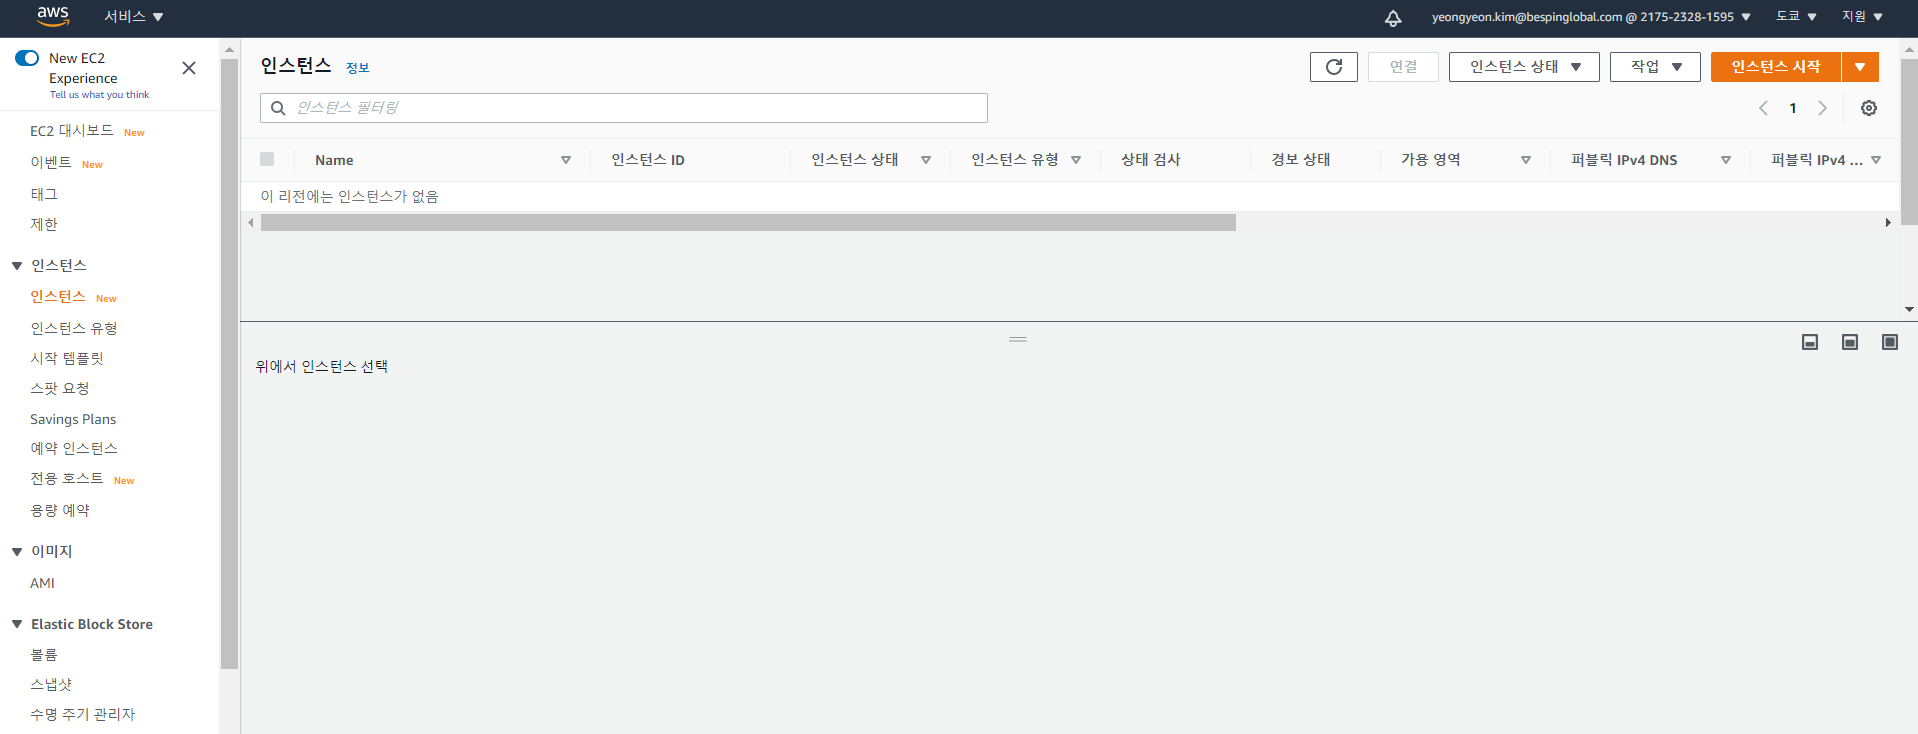 aws 서비스 yeongyeon.kim@bespinglobal.com @ 2175-2328-1595 도쿄 지원
New EC2
Experience
Tell us what you think
EC2 대시보드 New
이벤트 New
태그
제한
인스턴스
인스턴스 New
인스턴스 유형
시작 템플릿
스팟 요청
Savings Plans
예약 인스턴스
전용 호스트 New
용량 예약
이미지
AMI
Elastic Block Store
볼륨
스냅샷
수명 주기 관리자
인스턴스 정보 연결 인스턴스 상태 작업 인스턴스 시작
인스턴스 필터링 1
Name 인스턴스 ID 인스턴스 상태 인스턴스 유형 상태 검사 경보 상태 가용 영역 퍼블릭 IPv4 DNS 퍼블릭 IPv4 ...
이 리전에는 인스턴스가 없음
위에서 인스턴스 선택